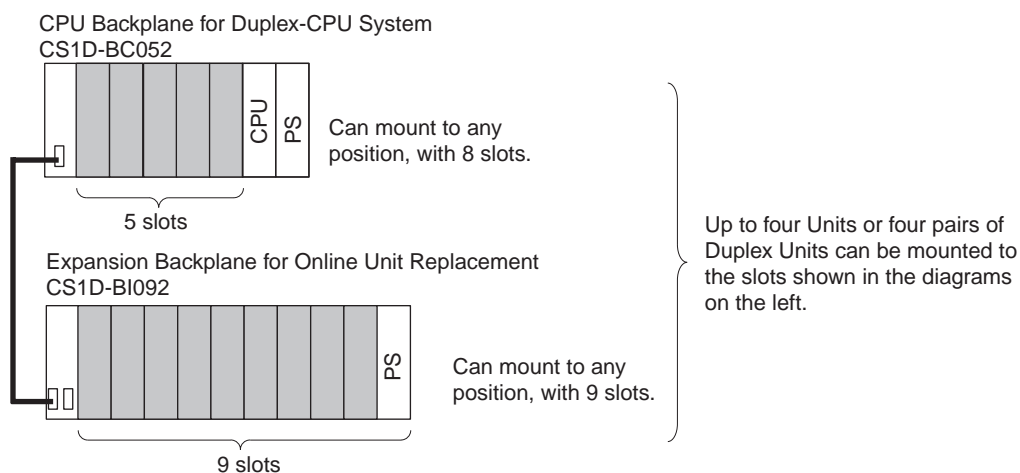 CPU Backplane for Duplex-CPU System
CS1D-BC052
CPU
PS
Can mount to any
position, with 8 slots.
5 slots
Up to four Units or four pairs of
Duplex Units can be mounted to
the slots shown in the diagrams
on the left.
Expansion Backplane for Online Unit Replacement
CS1D-BI092
PS
Can mount to any
position, with 9 slots.
9 slots